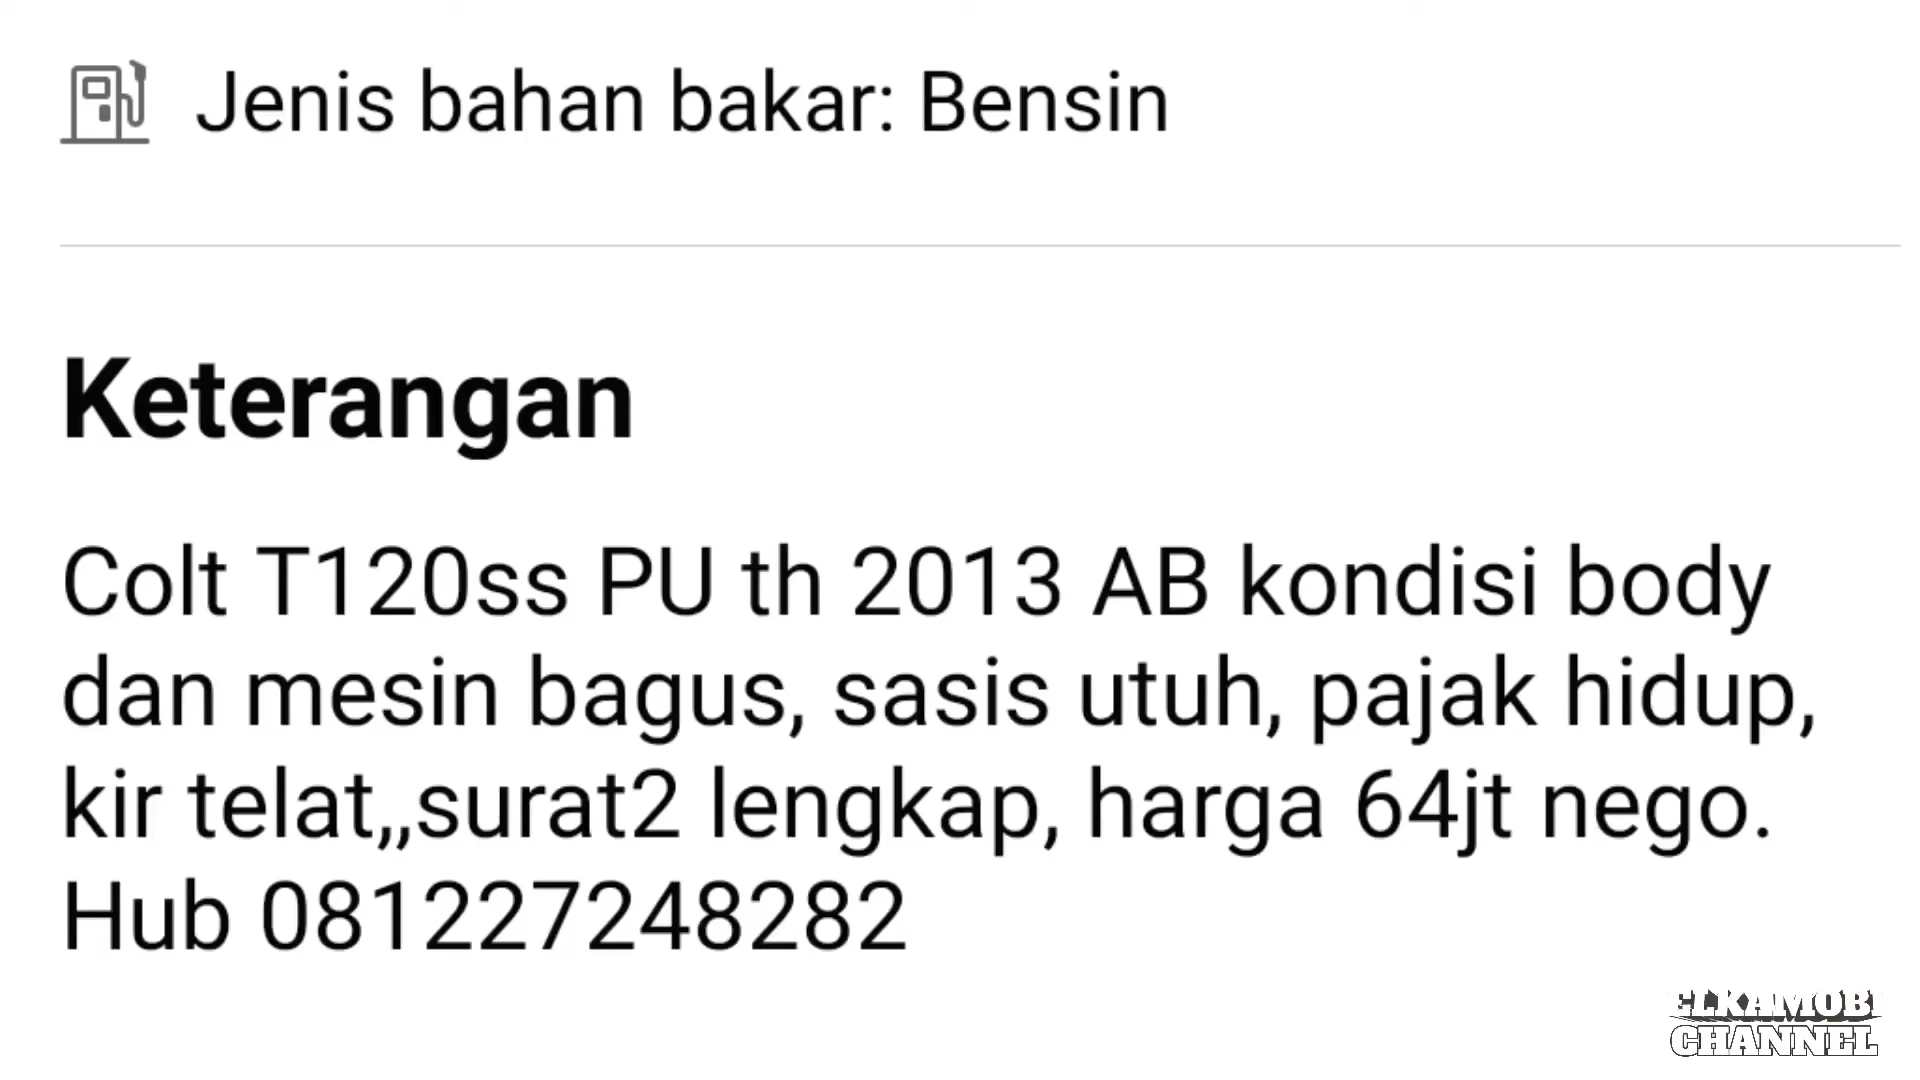 Jenis bahan bakar: Bensin
Keterangan
Colt T120ss PU th 2013 AB kondisi body
dan mesin bagus, sasis utuh, pajak hidup,
kir telat,,surat2 lengkap, harga 64jt nego.
Hub 081227248282
ELKAMOBI
CHANNEL